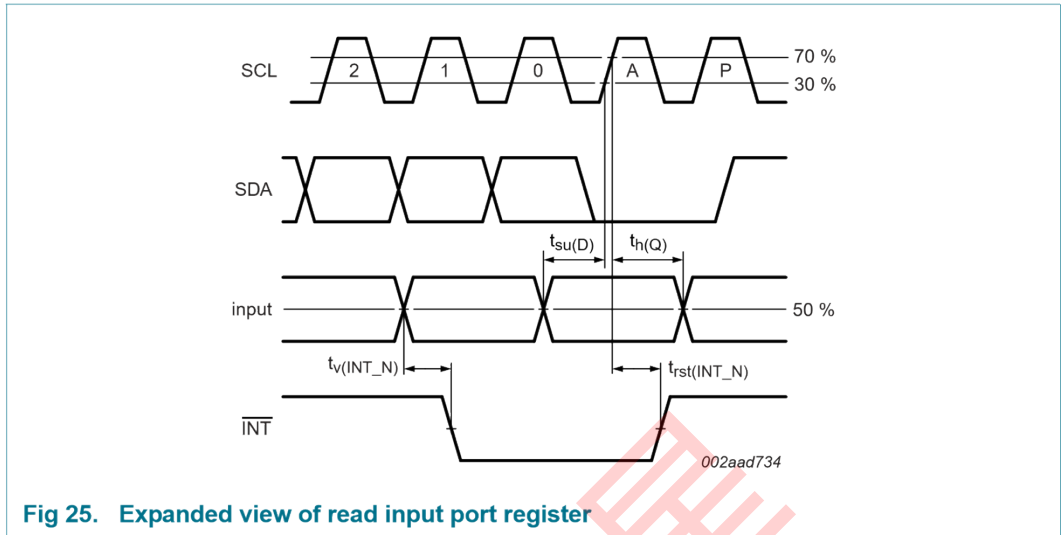 SCL
2
1
0
A
P
70 %
30 %
SDA
tsu(D)
th(Q)
input
50 %
tv(INT_N)
trst(INT_N)
INT
002aad734
Fig 25. Expanded view of read input port register